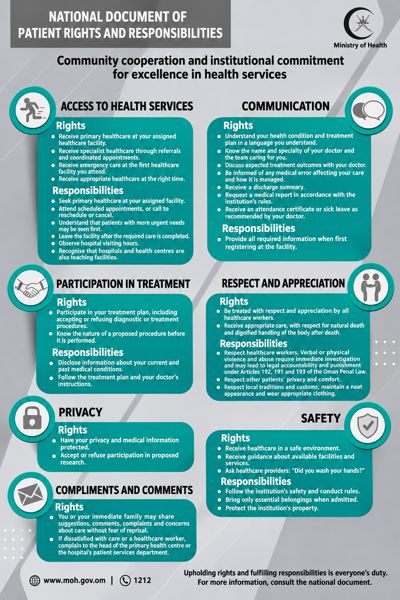 NATIONAL DOCUMENT OF
PATIENT RIGHTS AND RESPONSIBILITIES
Ministry of Health
Community cooperation and institutional commitment
for excellence in health services
ACCESS TO HEALTH SERVICES
Rights
• Receive primary healthcare at your assigned
healthcare facility.
• Receive specialist healthcare through referrals
and coordinated appointments.
• Receive emergency care at the first healthcare
facility you attend.
• Receive appropriate healthcare at the right time.
Responsibilities
• Seek primary healthcare at your assigned facility.
• Attend scheduled appointments, or call to
reschedule or cancel.
• Understand that patients with more urgent needs
may be seen first.
• Leave the facility after the required care is completed.
• Observe hospital visiting hours.
• Recognise that hospitals and health centres are
also teaching facilities.
COMMUNICATION
Rights
• Understand your health condition and treatment
plan in a language you understand.
• Know the name and specialty of your doctor and
the team caring for you.
• Discuss expected treatment outcomes with your doctor.
• Be informed of any medical error affecting your care
and how it is managed.
• Receive a discharge summary.
• Request a medical report in accordance with the
institution's rules.
• Receive an attendance certificate or sick leave as
recommended by your doctor.
Responsibilities
• Provide all required information when first
registering at the facility.
PARTICIPATION IN TREATMENT
Rights
• Participate in your treatment plan, including
accepting or refusing diagnostic or treatment
procedures.
• Know the nature of a proposed procedure before
it is performed.
Responsibilities
• Disclose information about your current and
past medical conditions.
• Follow the treatment plan and your doctor's
instructions.
RESPECT AND APPRECIATION
Rights
• Be treated with respect and appreciation by all
healthcare workers.
• Receive appropriate care, with respect for natural death
and dignified handling of the body after death.
Responsibilities
• Respect healthcare workers. Verbal or physical
violence and abuse require immediate investigation
and may lead to legal accountability and punishment
under Articles 192, 191 and 193 of the Oman Penal Law.
• Respect other patients' privacy and comfort.
• Respect local traditions and customs; maintain a neat
appearance and wear appropriate clothing.
PRIVACY
Rights
• Have your privacy and medical information
protected.
• Accept or refuse participation in proposed
research.
SAFETY
Rights
• Receive healthcare in a safe environment.
• Receive guidance about available facilities and
services.
• Ask healthcare providers: "Did you wash your hands?"
Responsibilities
• Follow the institution's safety and conduct rules.
• Bring only essential belongings when admitted.
• Protect the institution's property.
COMPLIMENTS AND COMMENTS
Rights
• You or your immediate family may share
suggestions, comments, complaints and concerns
about care without fear of reprisal.
• If dissatisfied with care or a healthcare worker,
complain to the head of the primary health centre or
the hospital's patient services department.
www.moh.gov.om | 1212
Upholding rights and fulfilling responsibilities is everyone's duty.
For more information, consult the national document.